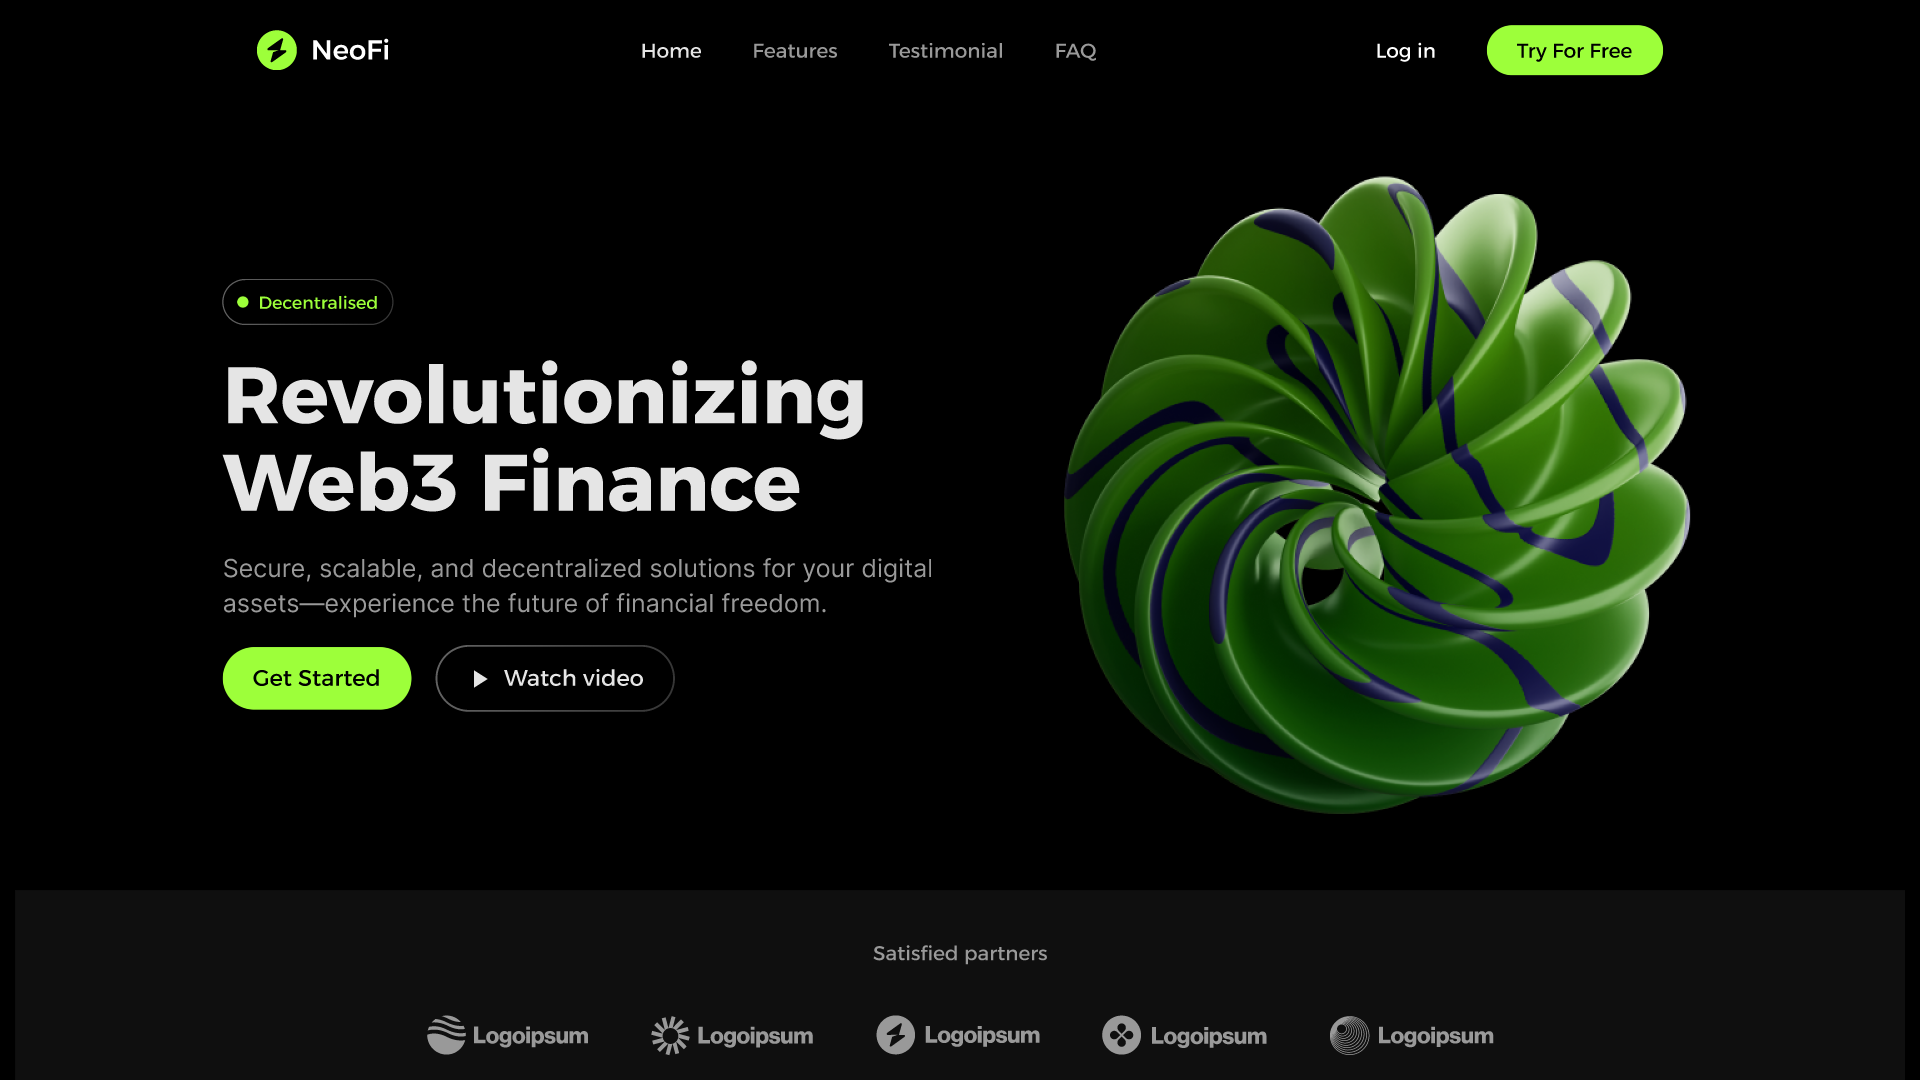 NeoFi
Home
Features
Testimonial
FAQ
Log in
Try For Free
Decentralised
Revolutionizing
Web3 Finance
Secure, scalable, and decentralized solutions for your digital
assets—experience the future of financial freedom.
Get Started
Watch video
Satisfied partners
Logoipsum
Logoipsum
Logoipsum
Logoipsum
Logoipsum